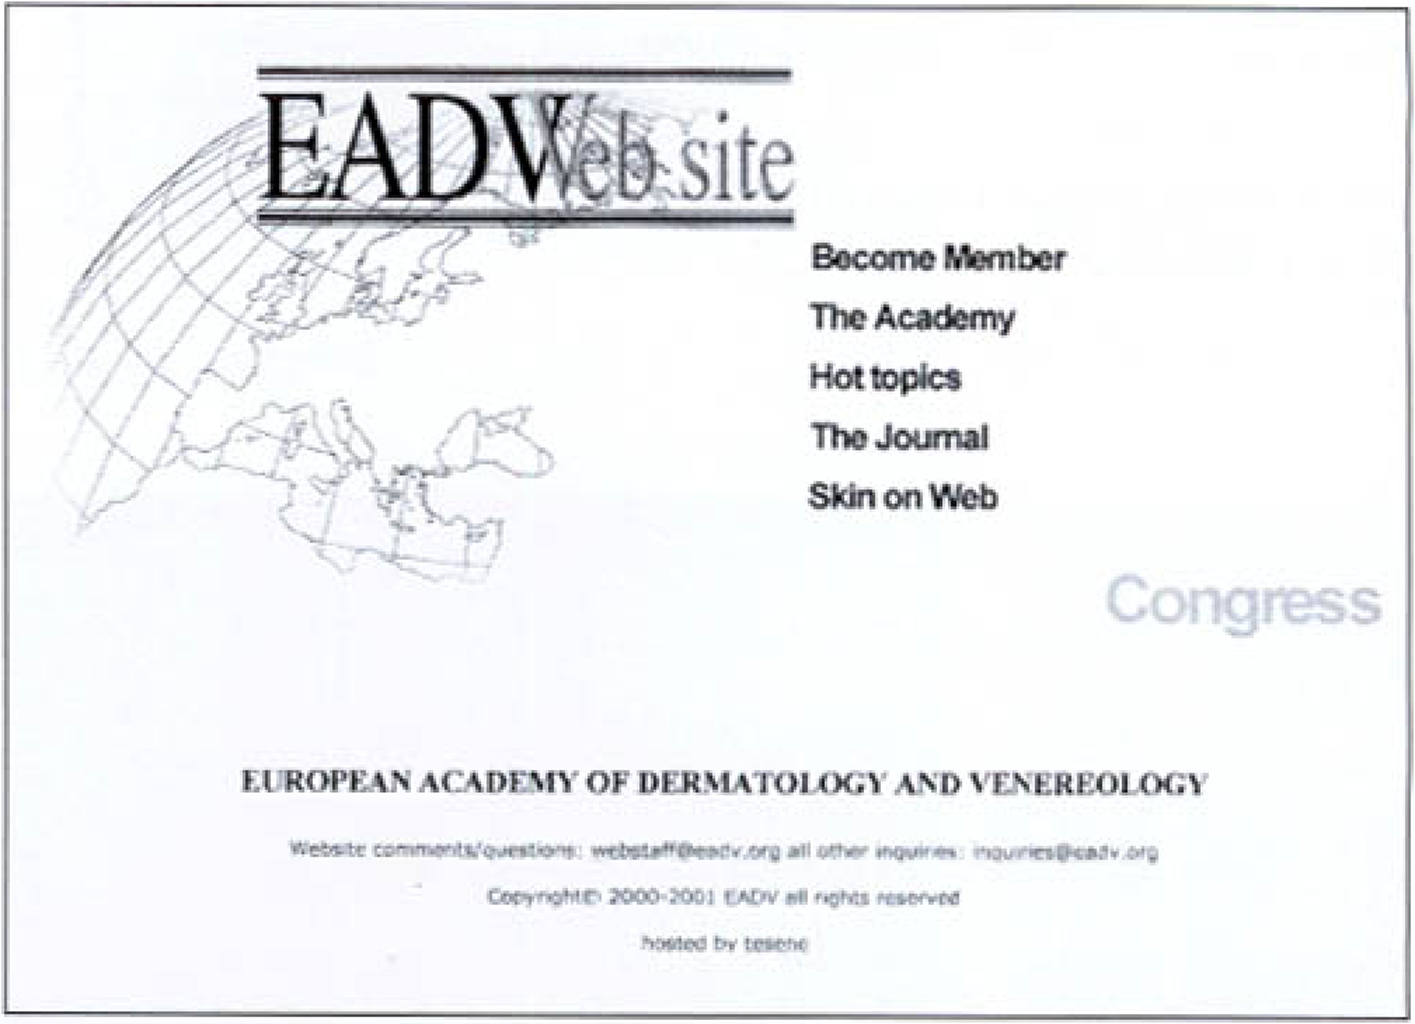 EADVWeb site
Become Member
The Academy
Hot topics
The Journal
Skin on Web
Congress
EUROPEAN ACADEMY OF DERMATOLOGY AND VENEREOLOGY
Website comments/questions: webstaff@eadv.org all other inquiries: inquiries@eadv.org
Copyright© 2000-2001 EADV all rights reserved
hosted by tesene